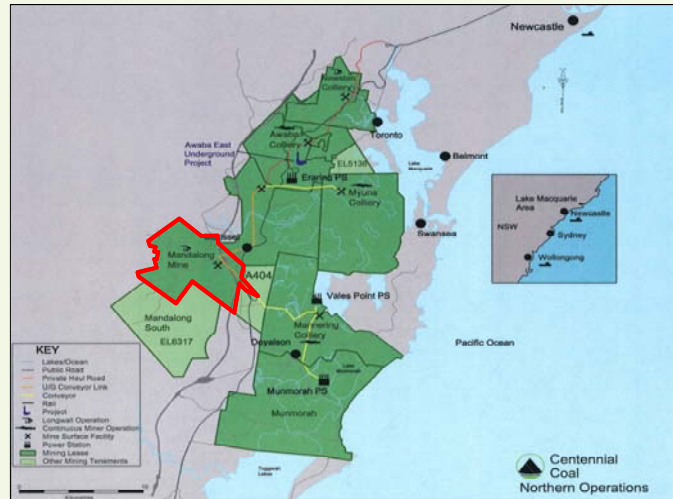 Newcastle
Newstan
Colliery
Awaba
Colliery
Toronto
Awaba East
Underground
Project
EL5138
Lake
Macquarie
Belmont
Eraring PS
Myuna
Colliery
Swansea
Mandalong
Mine
A404
Vales Point PS
Mandalong
South
EL6317
Mannering
Colliery
Doyalson
Lake
Munmorah
Munmorah PS
Munmorah
Pacific Ocean
Lake Macquarie
Area
NSW
Newcastle
Sydney
Wollongong
KEY
Lakes/Ocean
Public Road
Private Haul Road
U/G Conveyor Link
Conveyor
Rail
Project
Longwall Operation
Continuous Miner Operation
Mine Surface Facility
Power Station
Mining Lease
Other Mining Tenements
Centennial
Coal
Northern Operations